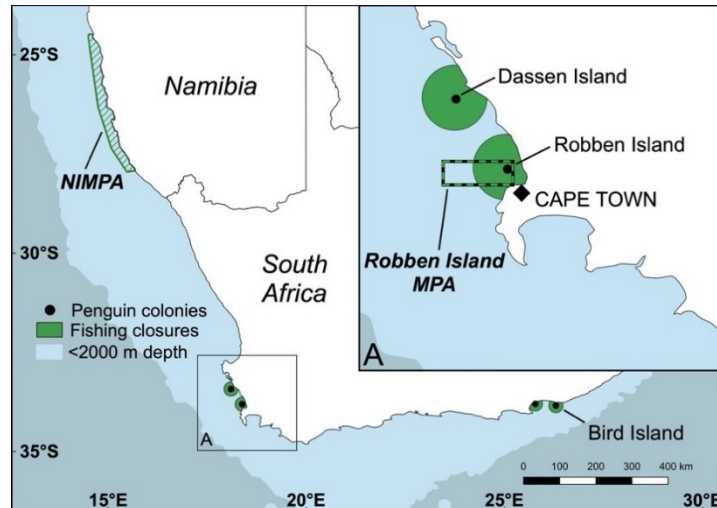 25°S
30°S
35°S
15°E
20°E
25°E
30°E
Namibia
NIMPA
South
Africa
Penguin colonies
Fishing closures
<2000 m depth
A
Bird Island
0 100 200 300 400 km
Dassen Island
Robben Island
CAPE TOWN
Robben Island
MPA
A